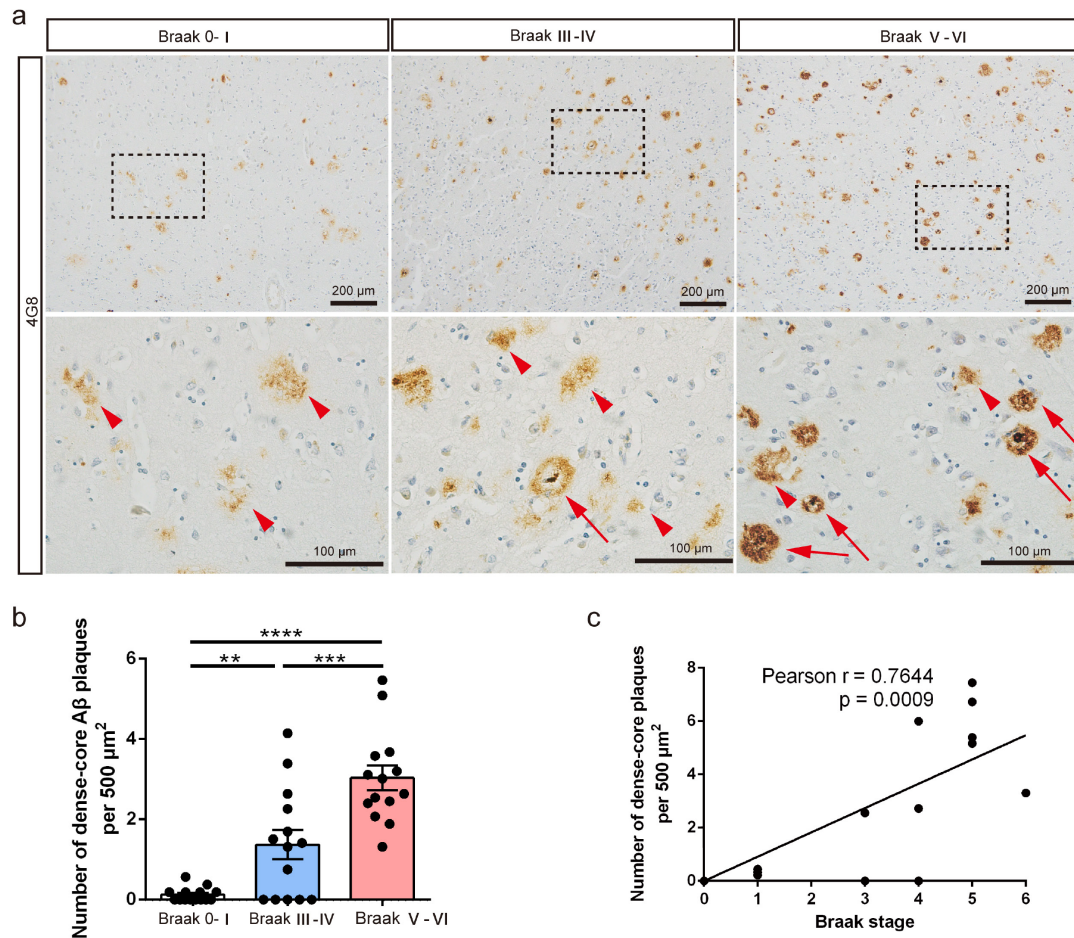 a
Braak 0- I
Braak III -IV
Braak V - VI
4G8
200 µm
200 µm
200 µm
100 µm
100 µm
100 µm
b
Number of dense-core Aβ plaques
per 500 µm²
6
4
2
0
****
**
***
Braak 0- I
Braak III -IV
Braak V - VI
c
Number of dense-core plaques
per 500 µm²
8
6
4
2
0
Pearson r = 0.7644
p = 0.0009
0
1
2
3
4
5
6
Braak stage